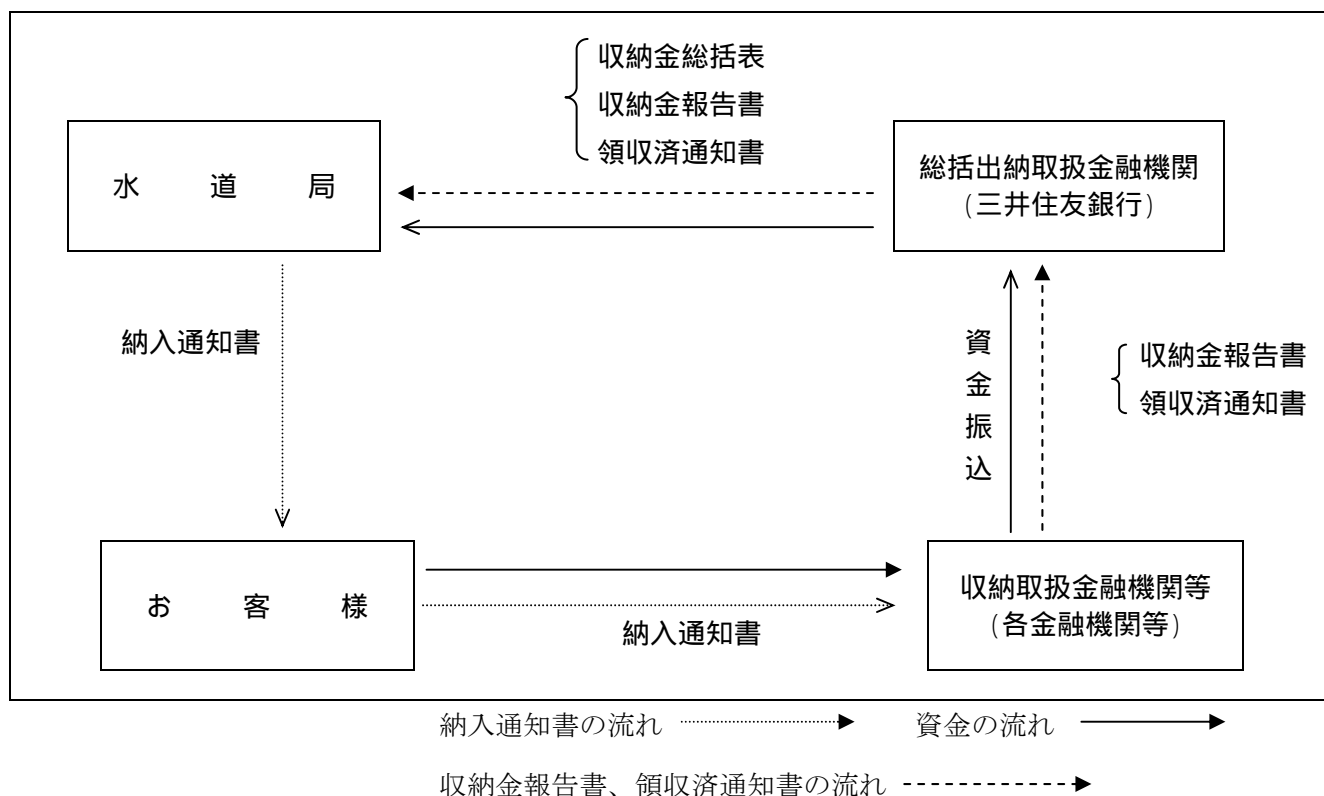 収納金総括表
収納金報告書
領収済通知書
水 道 局
総括出納取扱金融機関
(三井住友銀行)
納入通知書
資金振込
収納金報告書
領収済通知書
お 客 様
納入通知書
収納取扱金融機関等
(各金融機関等)
納入通知書の流れ
資金の流れ
収納金報告書、領収済通知書の流れ